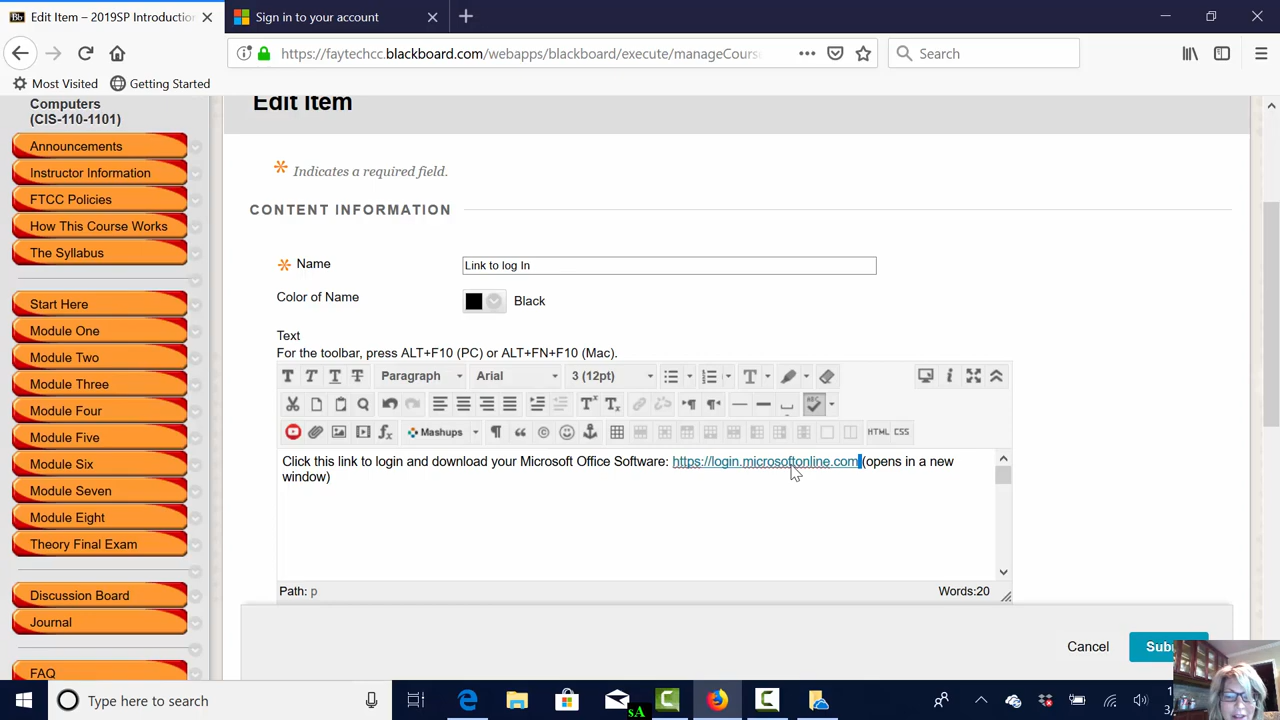 Edit Item – 2019SP Introduction
Sign in to your account
https://faytechcc.blackboard.com/webapps/blackboard/execute/manageCours
Search
Most Visited
Getting Started
Computers
(CIS-110-1101)
Announcements
Instructor Information
FTCC Policies
How This Course Works
The Syllabus
Start Here
Module One
Module Two
Module Three
Module Four
Module Five
Module Six
Module Seven
Module Eight
Theory Final Exam
Discussion Board
Journal
FAQ
Edit Item
Indicates a required field.
CONTENT INFORMATION
Name
Link to log In
Color of Name
Black
Text
For the toolbar, press ALT+F10 (PC) or ALT+FN+F10 (Mac).
T T T T Paragraph Arial 3 (12pt) T
ABC
Mashups HTML CSS
Click this link to login and download your Microsoft Office Software: https://login.microsoftonline.com (opens in a new
window)
Path: p
Words:20
Cancel
Sub
Type here to search
sA